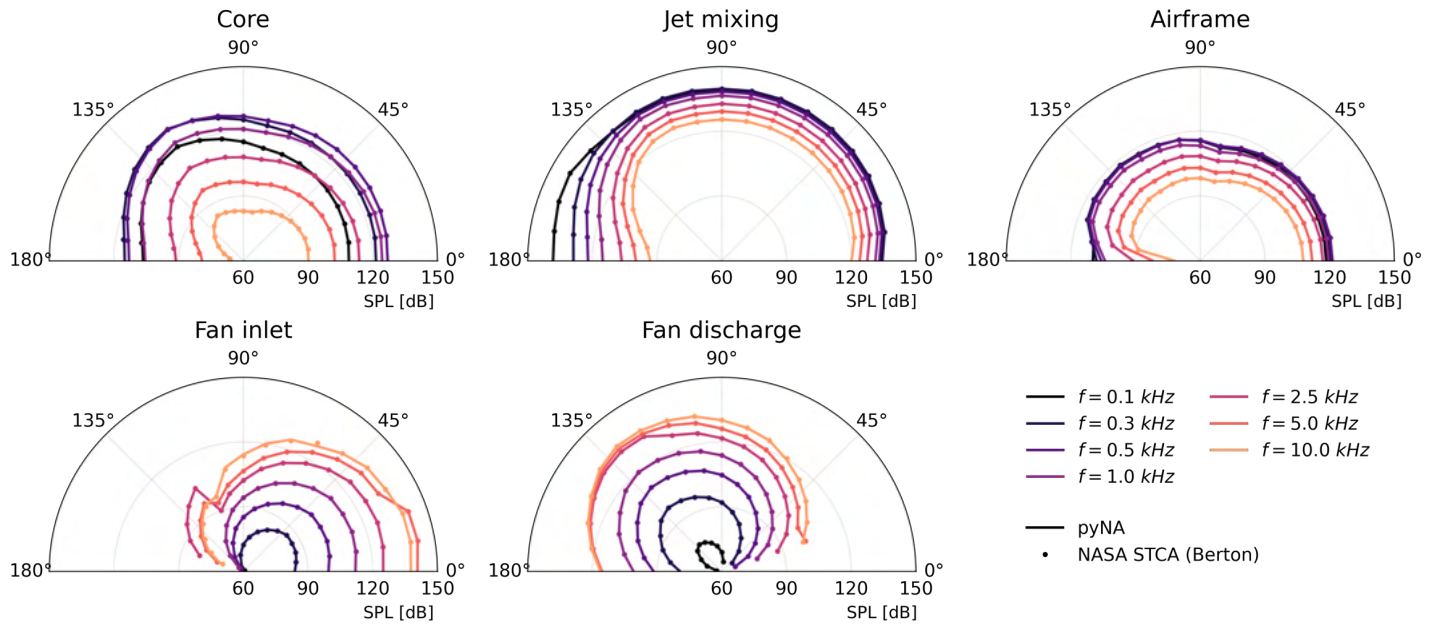 Core
90°
135°
45°
180°
0°
60
90
120
150
SPL [dB]
Jet mixing
90°
135°
45°
180°
0°
60
90
120
150
SPL [dB]
Airframe
90°
135°
45°
180°
0°
60
90
120
150
SPL [dB]
Fan inlet
90°
135°
45°
180°
0°
60
90
120
150
SPL [dB]
Fan discharge
90°
135°
45°
180°
0°
60
90
120
150
SPL [dB]
f = 0.1 kHz
f = 0.3 kHz
f = 0.5 kHz
f = 1.0 kHz
f = 2.5 kHz
f = 5.0 kHz
f = 10.0 kHz
pyNA
NASA STCA (Berton)